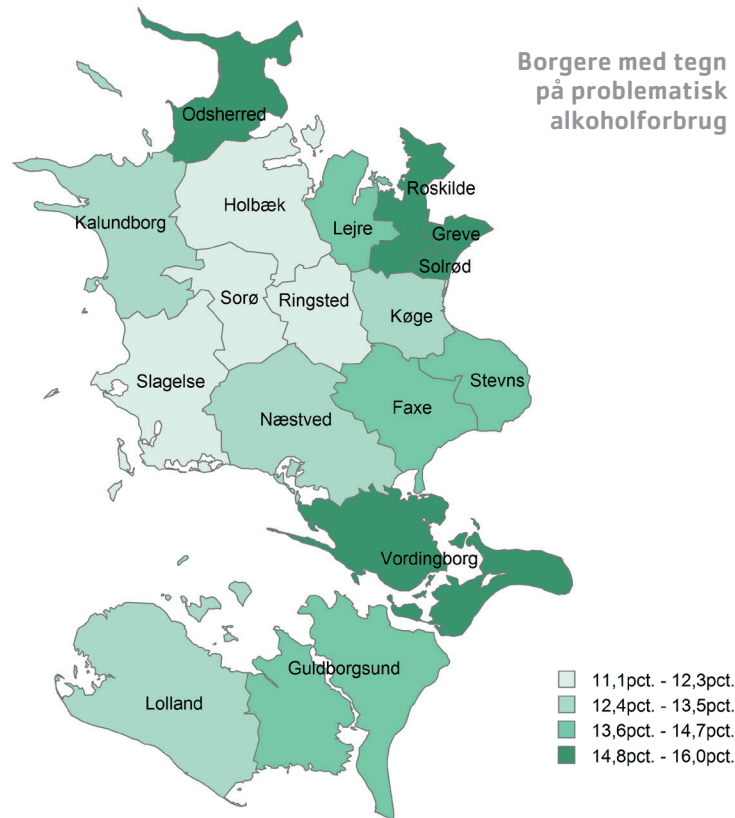 Borgere med tegn
på problematisk
alkoholforbrug
Odsherred
Roskilde
Holbæk
Kalundborg
Lejre
Greve
Solrød
Sorø
Ringsted
Køge
Slagelse
Stevns
Næstved
Faxe
Vordingborg
Guldborgsund
Lolland
11,1pct. - 12,3pct.
12,4pct. - 13,5pct.
13,6pct. - 14,7pct.
14,8pct. - 16,0pct.